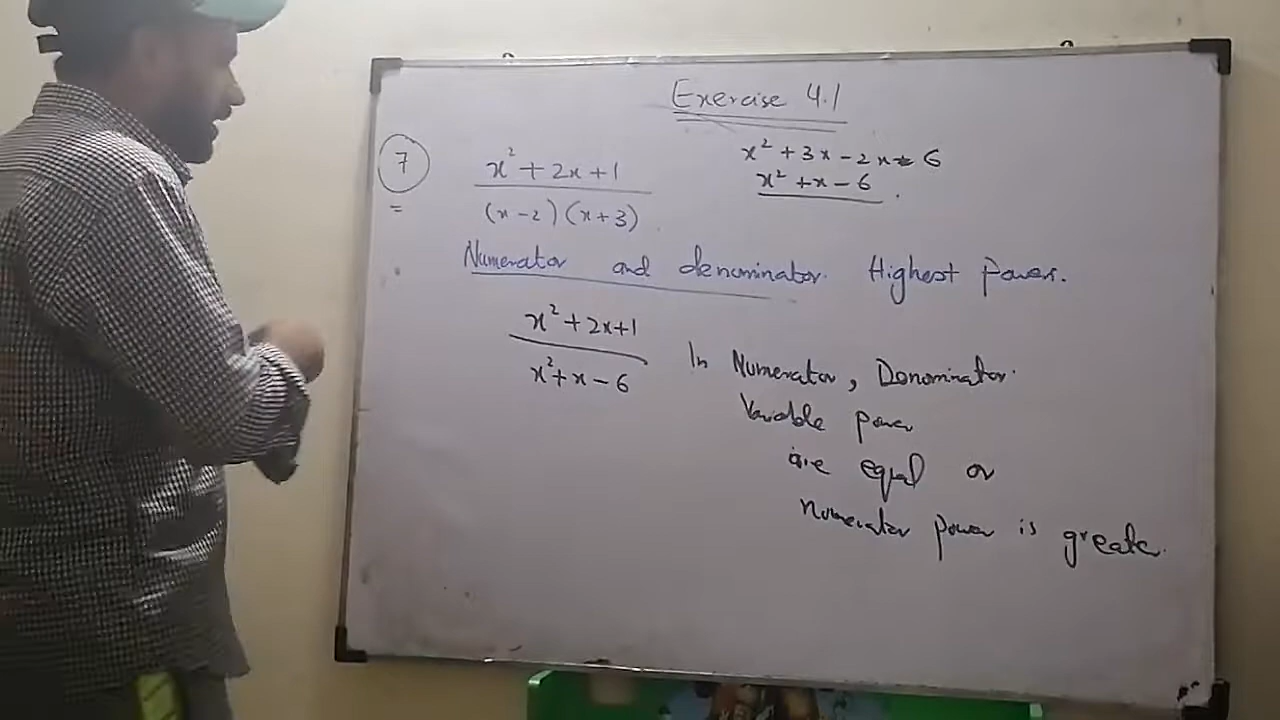 Exercise 4.1
7
=
x² + 2x + 1
(x - 2) (x + 3)
x² + 3x - 2x - 6
x² + x - 6
Numerator and denominator. Highest Power.
x² + 2x + 1
x² + x - 6
In Numerator, Denominator.
Variable power
are equal or
Numerator power is greate.